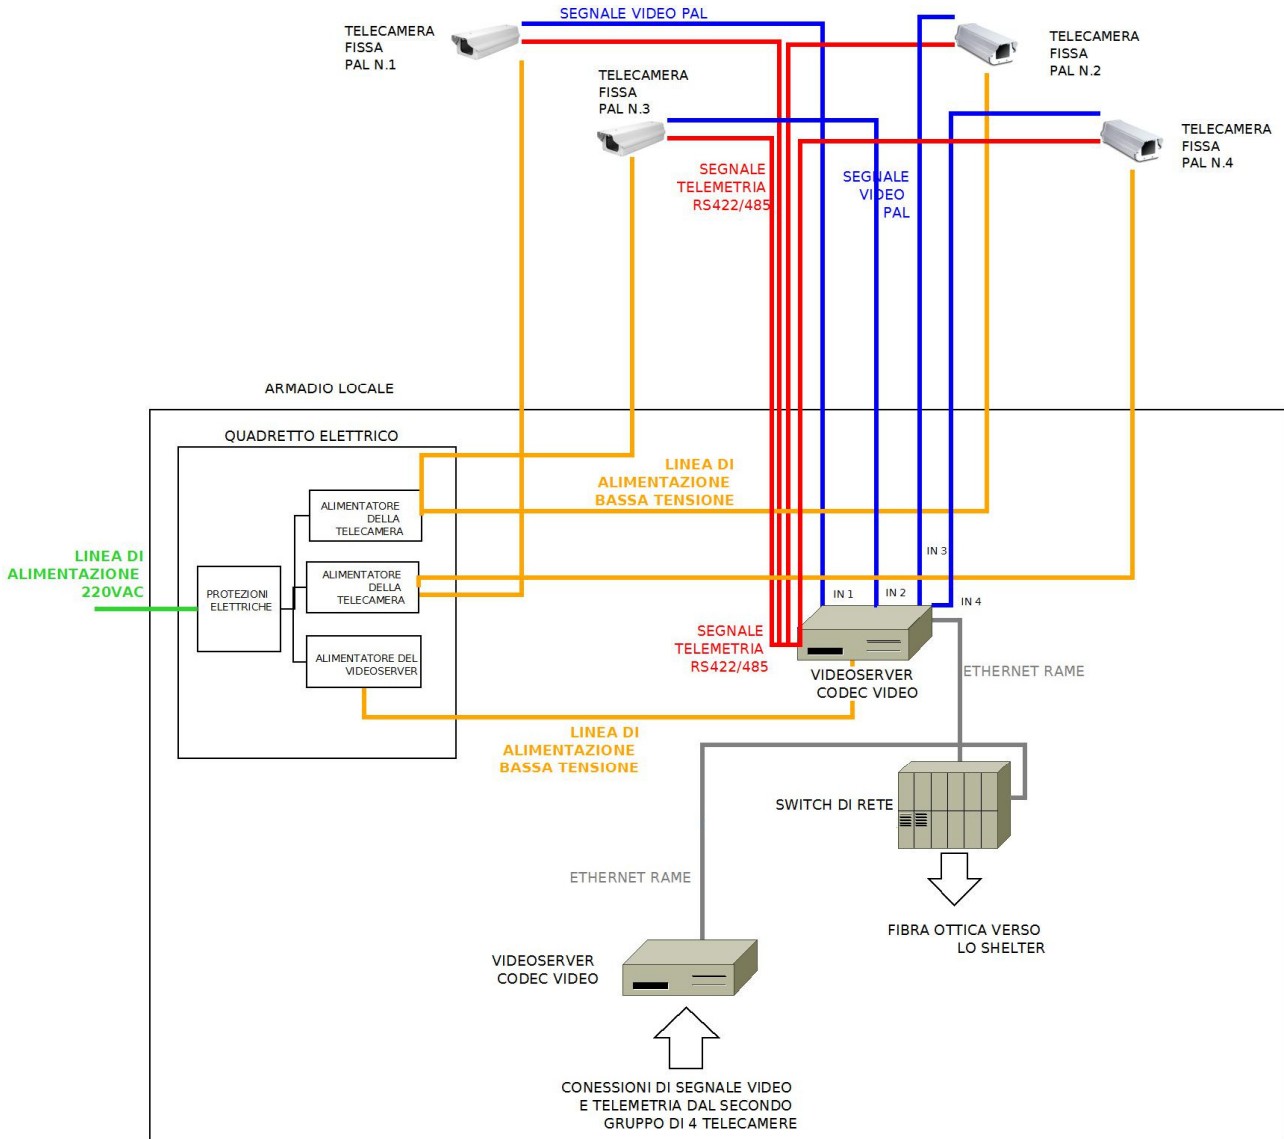 SEGNALE VIDEO PAL
TELECAMERA
FISSA
PAL N.1
TELECAMERA
FISSA
PAL N.2
TELECAMERA
FISSA
PAL N.3
TELECAMERA
FISSA
PAL N.4
SEGNALE
TELEMETRIA
RS422/485
SEGNALE
VIDEO
PAL
ARMADIO LOCALE
QUADRETTO ELETTRICO
LINEA DI
ALIMENTAZIONE
BASSA TENSIONE
ALIMENTATORE
DELLA
TELECAMERA
LINEA DI
ALIMENTAZIONE
220VAC
PROTEZIONI
ELETTRICHE
ALIMENTATORE
DELLA
TELECAMERA
ALIMENTATORE DEL
VIDEOSERVER
IN 3
IN 1
IN 2
IN 4
SEGNALE
TELEMETRIA
RS422/485
VIDEOSERVER
CODEC VIDEO
ETHERNET RAME
LINEA DI
ALIMENTAZIONE
BASSA TENSIONE
SWITCH DI RETE
ETHERNET RAME
FIBRA OTTICA VERSO
LO SHELTER
VIDEOSERVER
CODEC VIDEO
CONESSIONI DI SEGNALE VIDEO
E TELEMETRIA DAL SECONDO
GRUPPO DI 4 TELECAMERE